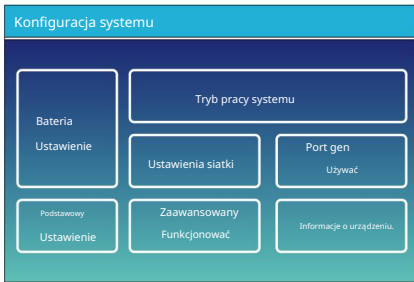 Konfiguracja systemu
Tryb pracy systemu
Bateria
Ustawienie
Ustawienia siatki
Port gen
Używać
Podstawowy
Ustawienie
Zaawansowany
Funkcjonować
Informacje o urządzeniu.